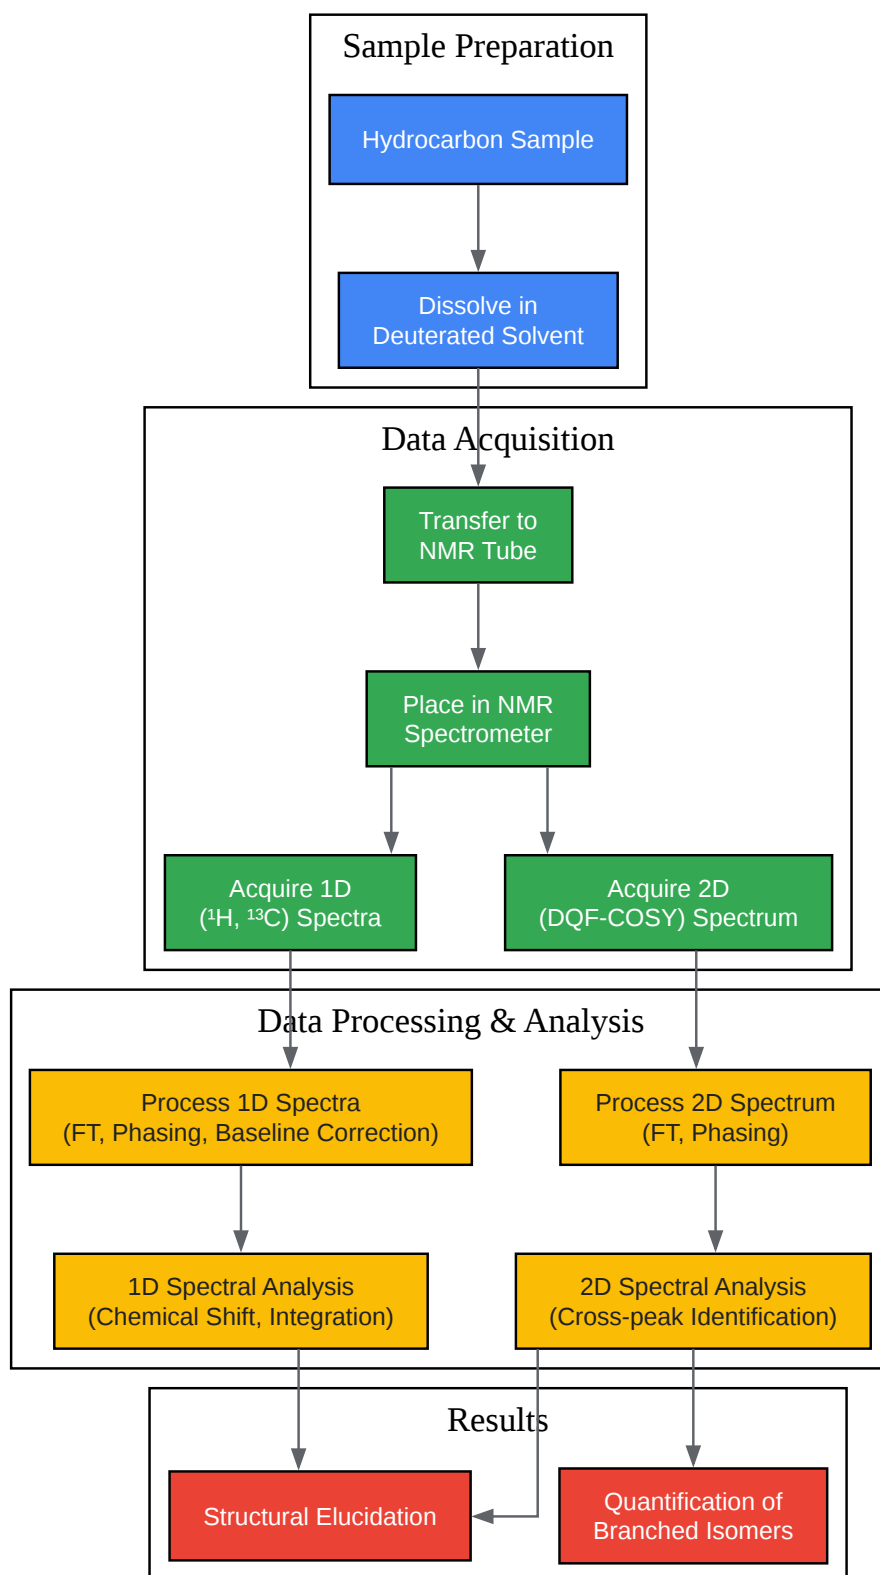 Sample Preparation
Hydrocarbon Sample
Dissolve in
Deuterated Solvent
Data Acquisition
Transfer to
NMR Tube
Place in NMR
Spectrometer
Acquire 1D
(¹H, ¹³C) Spectra
Acquire 2D
(DQF-COSY) Spectrum
Data Processing & Analysis
Process 1D Spectra
(FT, Phasing, Baseline Correction)
Process 2D Spectrum
(FT, Phasing)
1D Spectral Analysis
(Chemical Shift, Integration)
2D Spectral Analysis
(Cross-peak Identification)
Results
Structural Elucidation
Quantification of
Branched Isomers